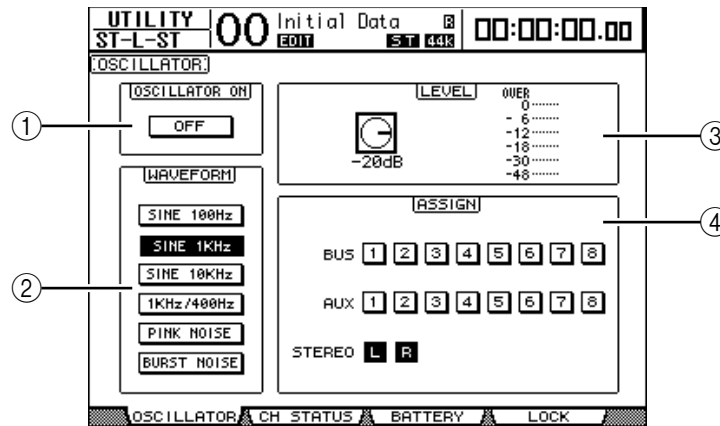 UTILITY
ST-L-ST
00
Initial Data R
EDIT ST 44k
00:00:00.00
OSCILLATOR
OSCILLATOR ON
OFF
1
WAVEFORM
SINE 100Hz
SINE 1KHz
SINE 10KHz
1KHz/400Hz
PINK NOISE
BURST NOISE
2
LEVEL
-20dB
OVER
0
- 6
-12
-18
-30
-48
3
ASSIGN
4
BUS 1 2 3 4 5 6 7 8
AUX 1 2 3 4 5 6 7 8
STEREO L R
OSCILLATOR CH STATUS BATTERY LOCK